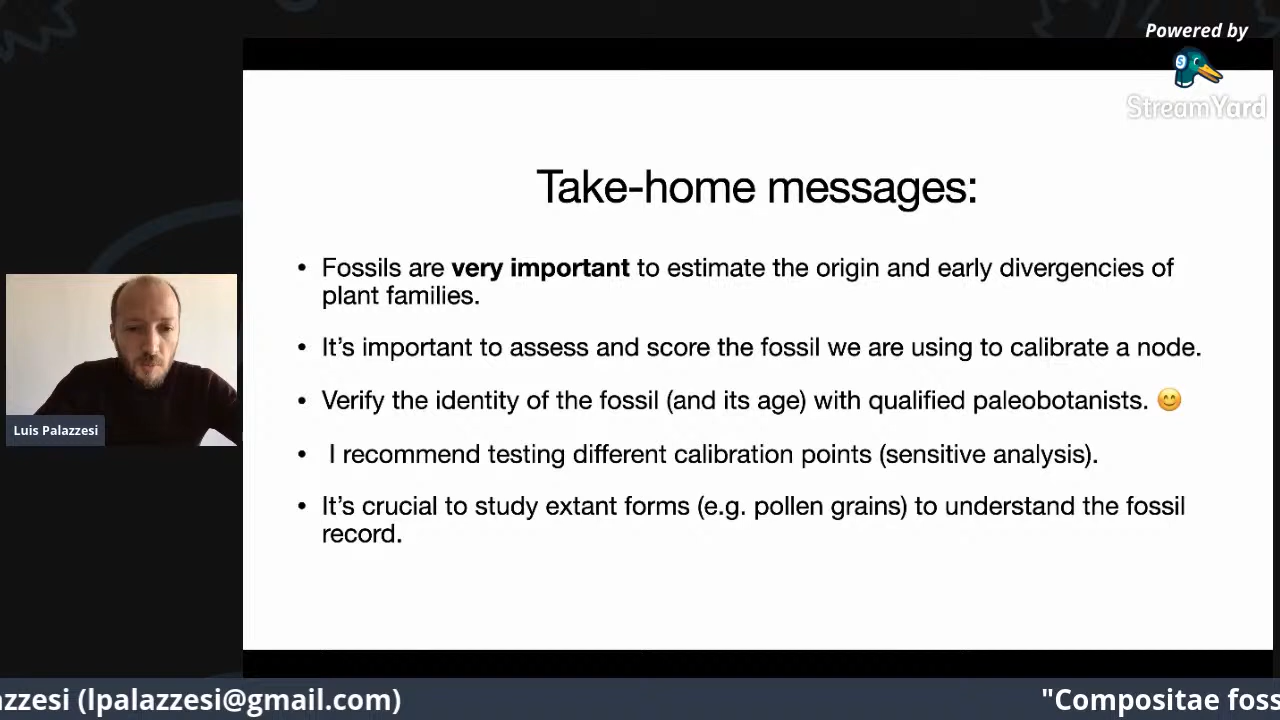 Powered by
StreamYard
Take-home messages:
• Fossils are very important to estimate the origin and early divergencies of
plant families.
• It’s important to assess and score the fossil we are using to calibrate a node.
• Verify the identity of the fossil (and its age) with qualified paleobotanists. 😊
• I recommend testing different calibration points (sensitive analysis).
• It’s crucial to study extant forms (e.g. pollen grains) to understand the fossil
record.
Luis Palazzesi
azzesi (lpalazzesi@gmail.com)
"Compositae foss